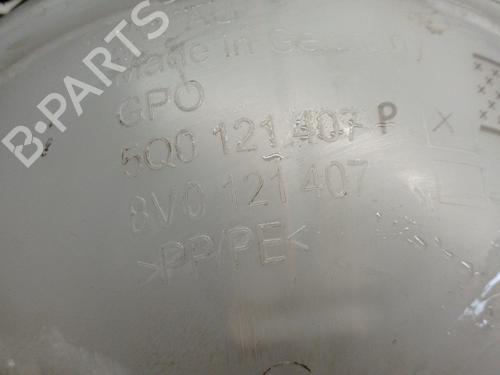 Made in Germany
GPO
5Q0 121 407 P X
8V0 121 407
>PP/PE<
B-PARTS